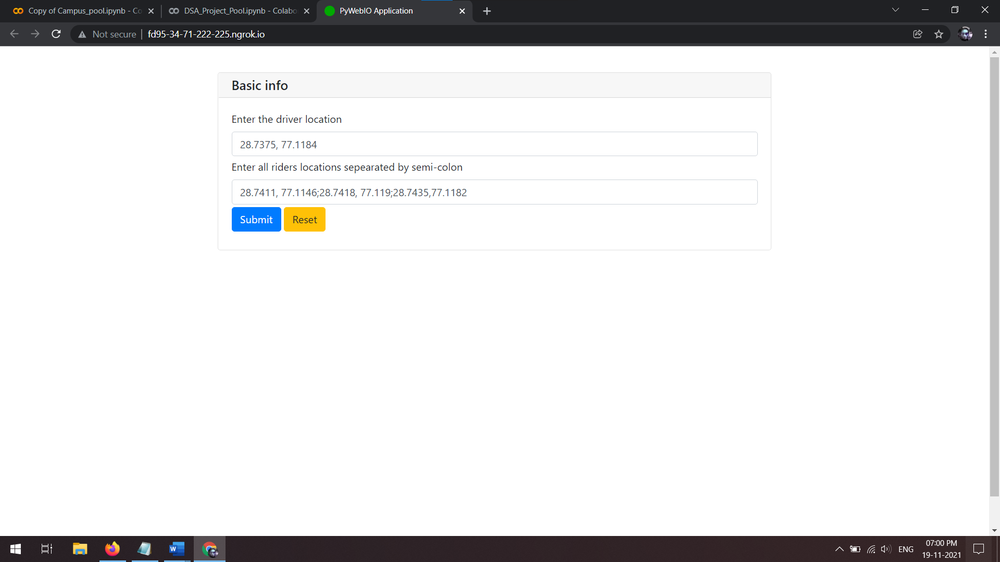 Copy of Campus_pool.ipynb - Co
DSA_Project_Pool.ipynb - Colabo
PyWebIO Application
Not secure
fd95-34-71-222-225.ngrok.io
Basic info
Enter the driver location
28.7375, 77.1184
Enter all riders locations sepearated by semi-colon
28.7411, 77.1146;28.7418, 77.119;28.7435,77.1182
Submit Reset
W
ENG
07:00 PM
19-11-2021